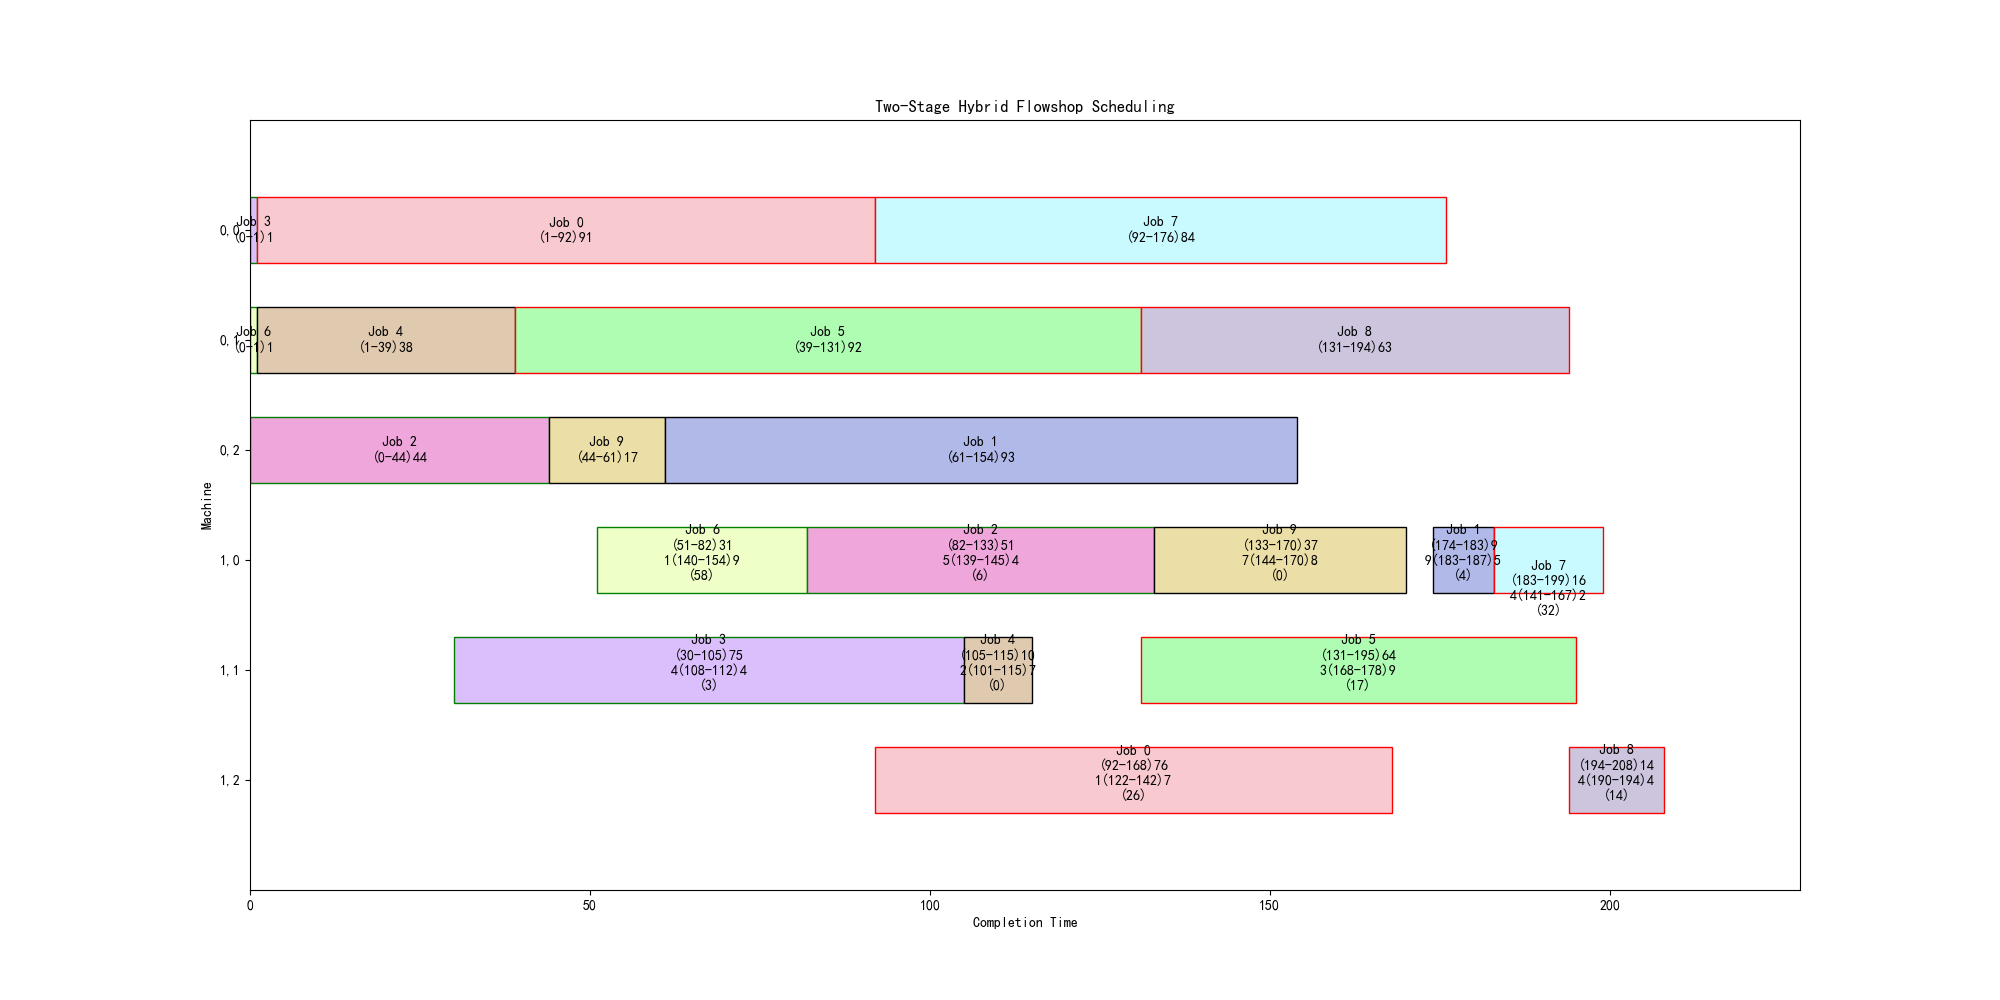 Two-Stage Hybrid Flowshop Scheduling
Machine
0,0
Job 3
(0-1)1
Job 0
(1-92)91
Job 7
(92-176)84
0,1
Job 6
(0-1)1
Job 4
(1-39)38
Job 5
(39-131)92
Job 8
(131-194)63
0,2
Job 2
(0-44)44
Job 9
(44-61)17
Job 1
(61-154)93
1,0
Job 6
(51-82)31
1(140-154)9
(58)
Job 2
(82-133)51
5(139-145)4
(6)
Job 9
(133-170)37
7(144-170)8
(0)
Job 1
(174-183)9
9(183-187)5
(4)
Job 7
(183-199)16
4(141-167)2
(32)
1,1
Job 3
(30-105)75
4(108-112)4
(3)
Job 4
(105-115)10
2(101-115)7
(0)
Job 5
(131-195)64
3(168-178)9
(17)
1,2
Job 0
(92-168)76
1(122-142)7
(26)
Job 8
(194-208)14
4(190-194)4
(14)
0
50
100
150
200
Completion Time